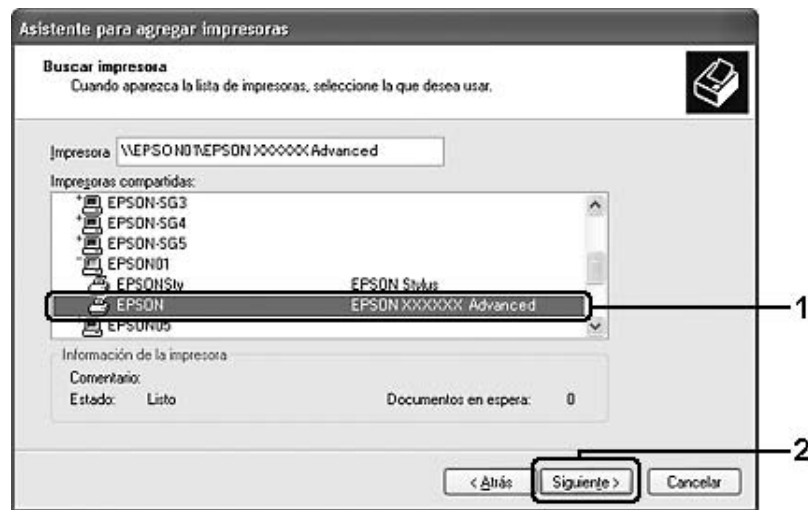 Asistente para agregar impresoras
Buscar impresora
Cuando aparezca la lista de impresoras, seleccione la que desea usar.
Impresora \\EPSON01\EPSON XXXXXX Advanced
Impresoras compartidas:
EPSON-SG3
EPSON-SG4
EPSON-SG5
EPSON01
EPSONSty EPSON Stylus
EPSON EPSON XXXXXX Advanced
1
EPSON05
Información de la impresora
Comentario:
Estado: Listo Documentos en espera: 0
2
< Atrás Siguiente > Cancelar